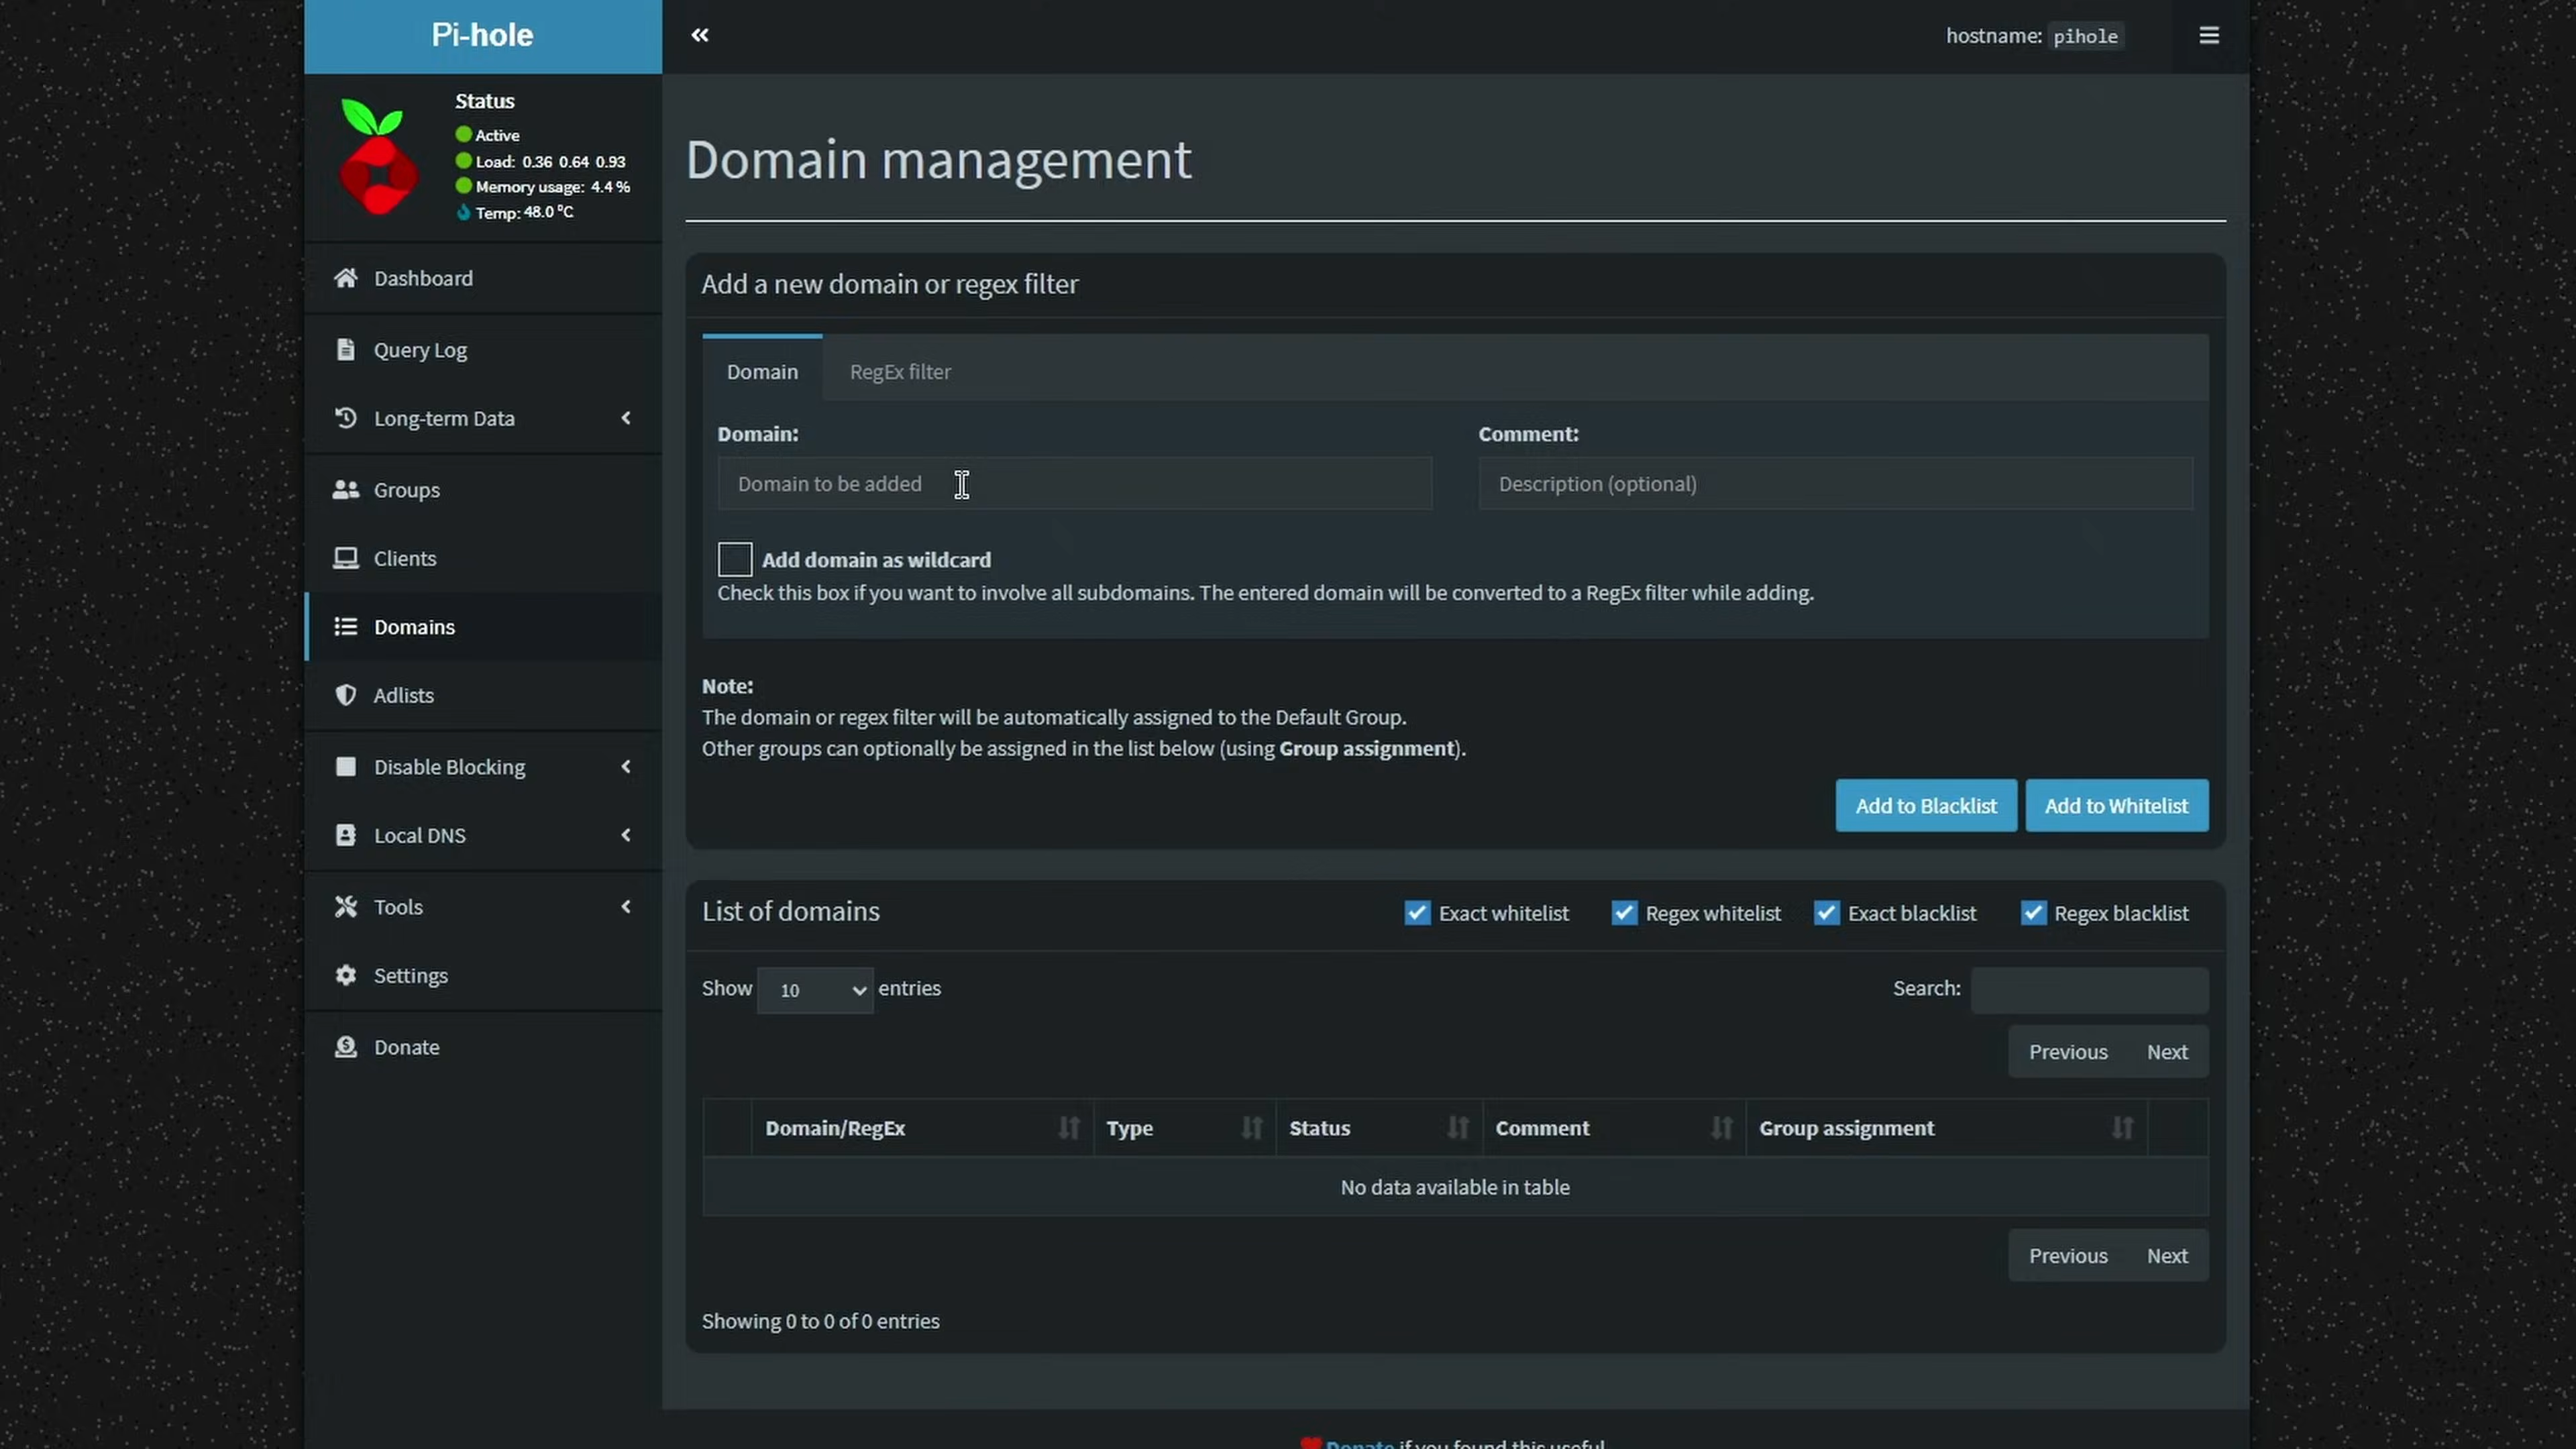 Pi-hole
hostname: pihole
Status
Active
Load: 0.36 0.64 0.93
Memory usage: 4.4 %
Temp: 48.0 °C
Dashboard
Query Log
Long-term Data
Groups
Clients
Domains
Adlists
Disable Blocking
Local DNS
Tools
Settings
Donate
Domain management
Add a new domain or regex filter
Domain RegEx filter
Domain: Comment:
Domain to be added Description (optional)
Add domain as wildcard
Check this box if you want to involve all subdomains. The entered domain will be converted to a RegEx filter while adding.
Note:
The domain or regex filter will be automatically assigned to the Default Group.
Other groups can optionally be assigned in the list below (using Group assignment).
Add to Blacklist Add to Whitelist
List of domains Exact whitelist Regex whitelist Exact blacklist Regex blacklist
Show 10 entries Search:
Previous Next
Domain/RegEx Type Status Comment Group assignment
No data available in table
Previous Next
Showing 0 to 0 of 0 entries
Donate if you found this useful